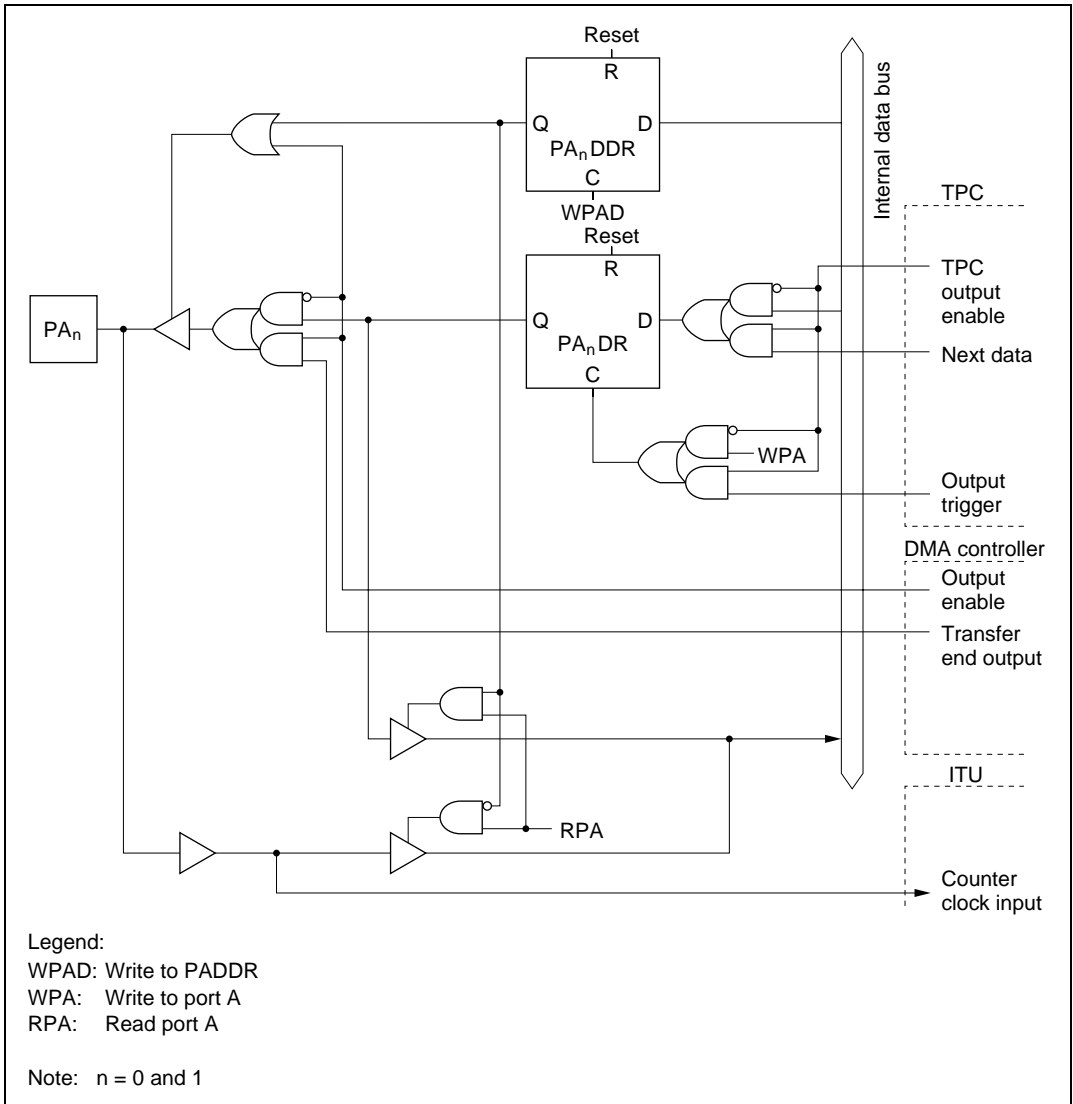 Reset
R
Q
D
PAnDDR
C
WPAD
Internal data bus
TPC
Reset
R
Q
D
PAnDR
C
PAn
TPC
output
enable
Next data
WPA
Output
trigger
DMA controller
Output
enable
Transfer
end output
ITU
RPA
Counter
clock input
Legend:
WPAD: Write to PADDR
WPA: Write to port A
RPA: Read port A
Note: n = 0 and 1